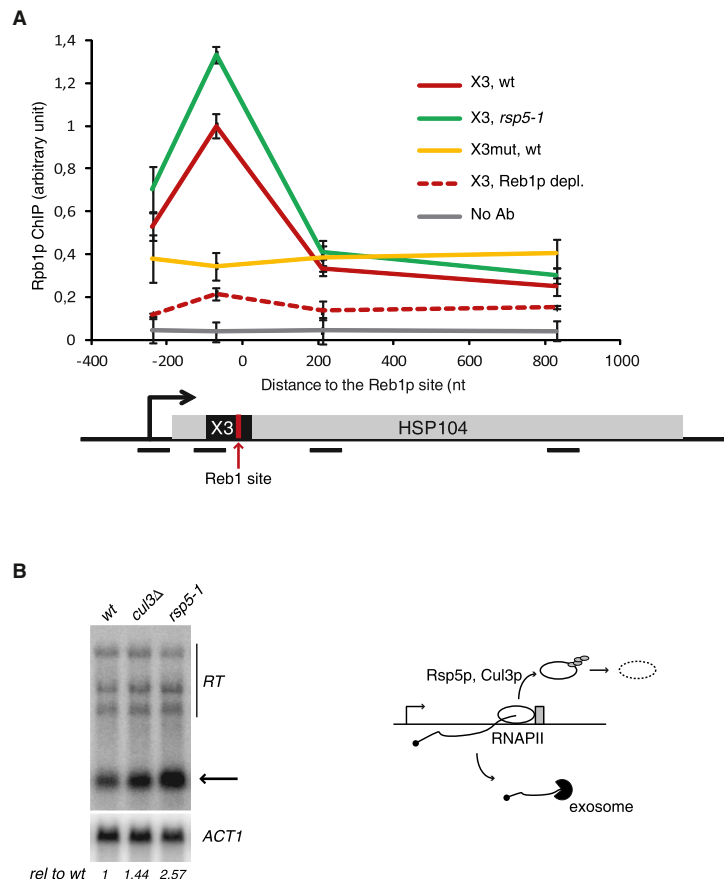 A
Rpb1p ChIP (arbitrary unit)
1,4
1,2
1
0,8
0,6
0,4
0,2
0
-400 -200 0 200 400 600 800 1000
Distance to the Reb1p site (nt
X3, wt
X3, rsp5-1
X3mut, wt
X3, Reb1p depl.
No Ab
X3 HSP104
Reb1 site
B
wt cul3Δ rsp5-1
RT
ACT1
rel to wt 1 1.44 2.57
Rsp5p, Cul3p
RNAPII
exosome